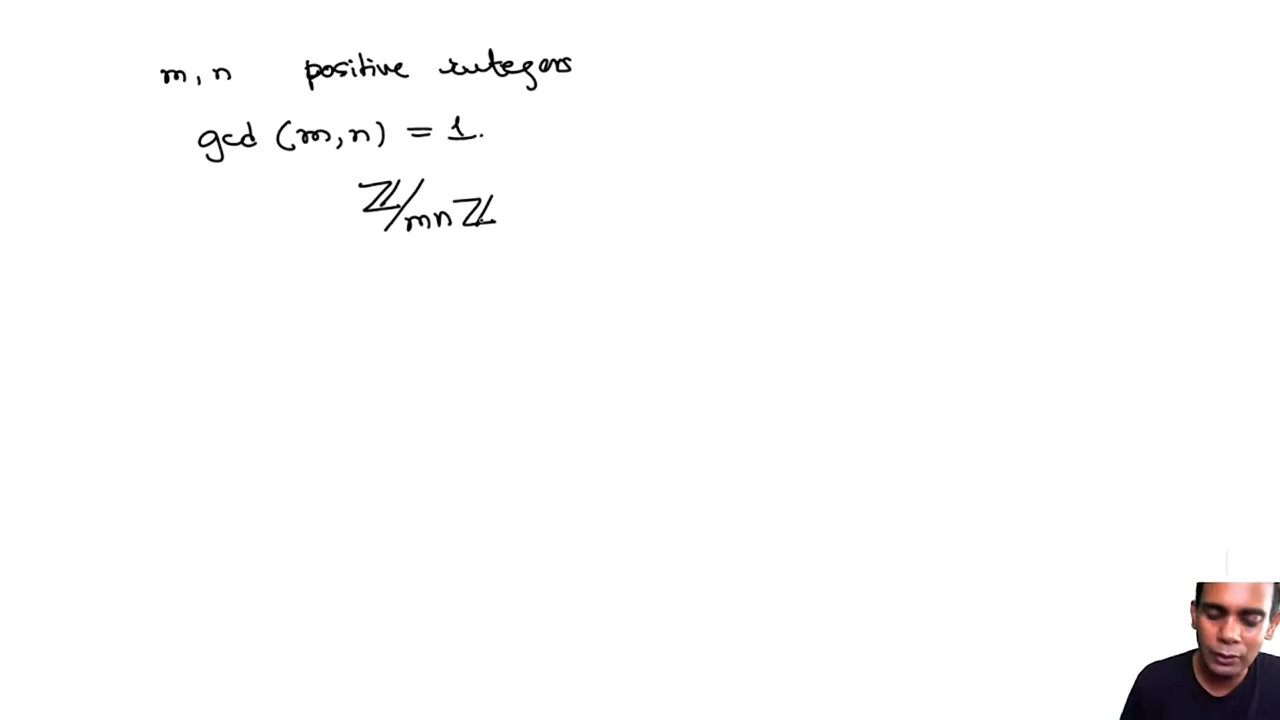 m, n positive integers
gcd (m, n) = 1.
ℤ/mnℤ